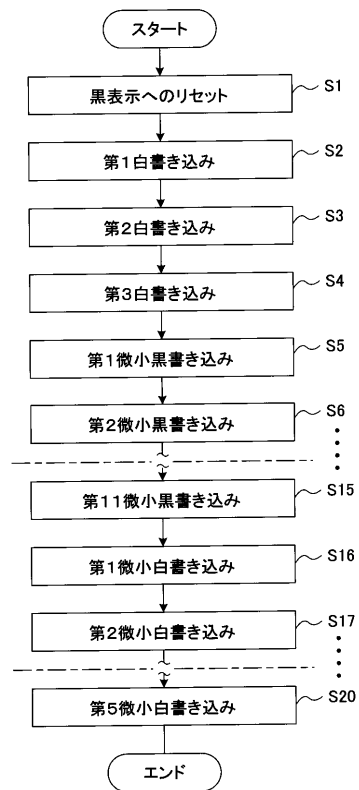 スタート
黒表示へのリセット S1
第1白書き込み S2
第2白書き込み S3
第3白書き込み S4
第1微小黒書き込み S5
第2微小黒書き込み S6
第11微小黒書き込み S15
第1微小白書き込み S16
第2微小白書き込み S17
第5微小白書き込み S20
エンド